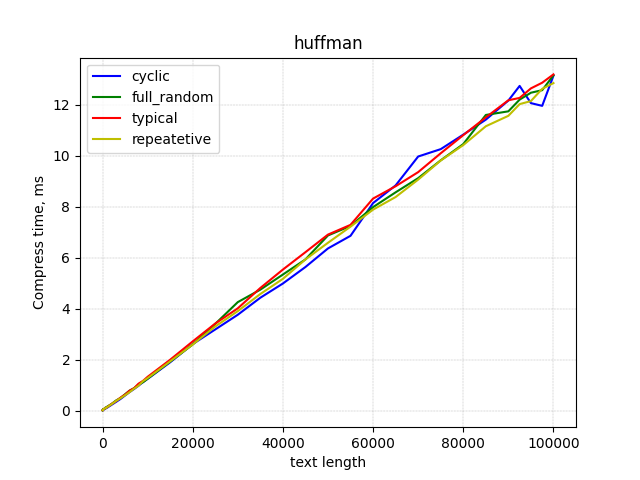 huffman
cyclic
full_random
typical
repeatetive
Compress time, ms
12
10
8
6
4
2
0
0 20000 40000 60000 80000 100000
text length